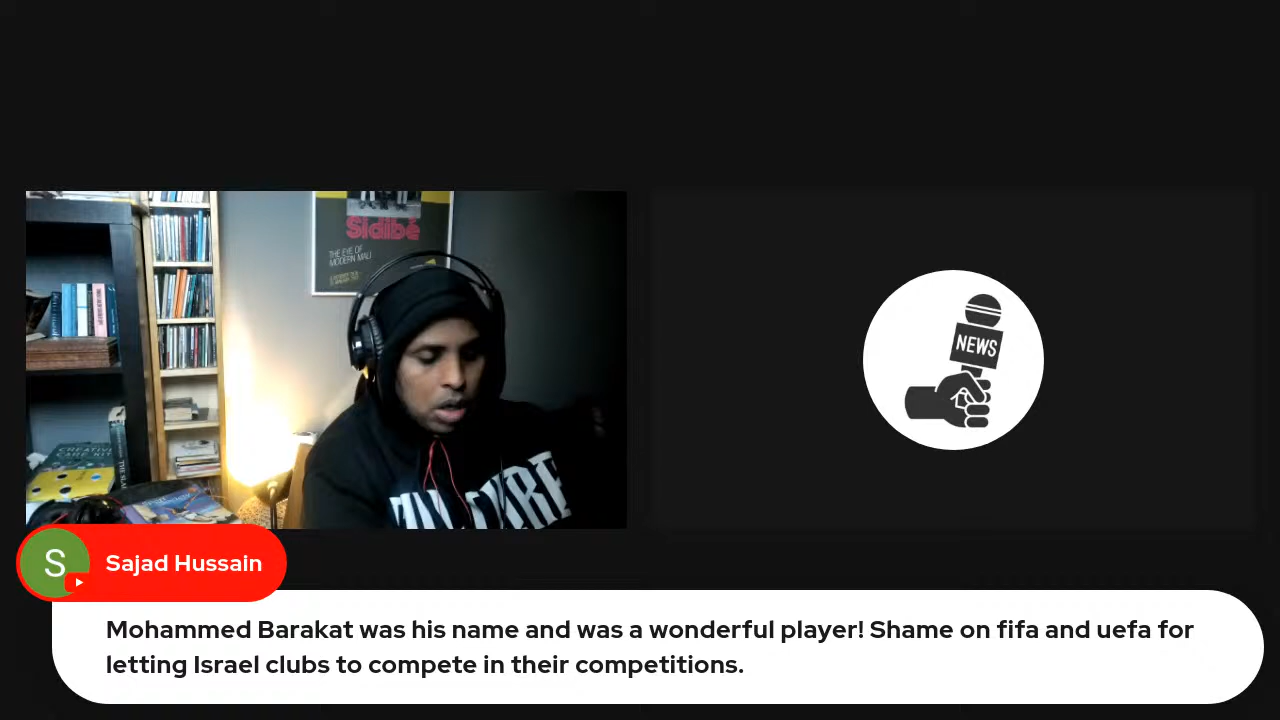 Sidibé
THE EYE OF
MODERN MALI
NEWS
CREATIVE
Sajad Hussain
S
Mohammed Barakat was his name and was a wonderful player! Shame on fifa and uefa for
letting Israel clubs to compete in their competitions.